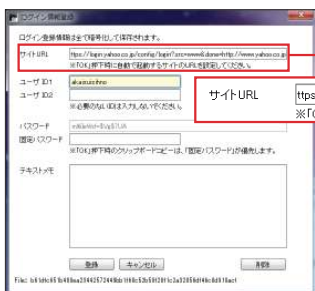 ログイン情報登録
ログイン登録情報は全て暗号化して保存されます。
サイトURL
ttps://login.yahoo.co.jp/config/login?.src=www&.done=http://www.yahoo.co.jp
※「OK」押下時に自動で起動するサイトのURLを設定してください。
ユーザ ID1
ユーザ ID2
※必要のないIDは入力しないでください。
サイトURL
ttps
※「O
パスワード
固定パスワード
※「OK」押下時のクリップボードコピーは、「固定パスワード」が優先します。
テキストメモ
登録
キャンセル
削除
File: